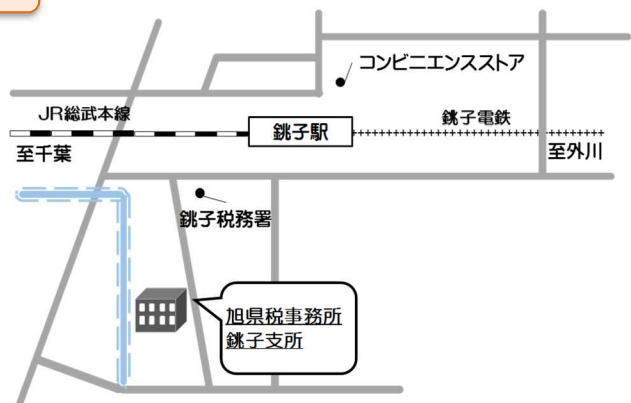 コンビニエンスストア
JR総武本線
銚子駅
銚子電鉄
至千葉
至外川
銚子税務署
旭県税事務所
銚子支所